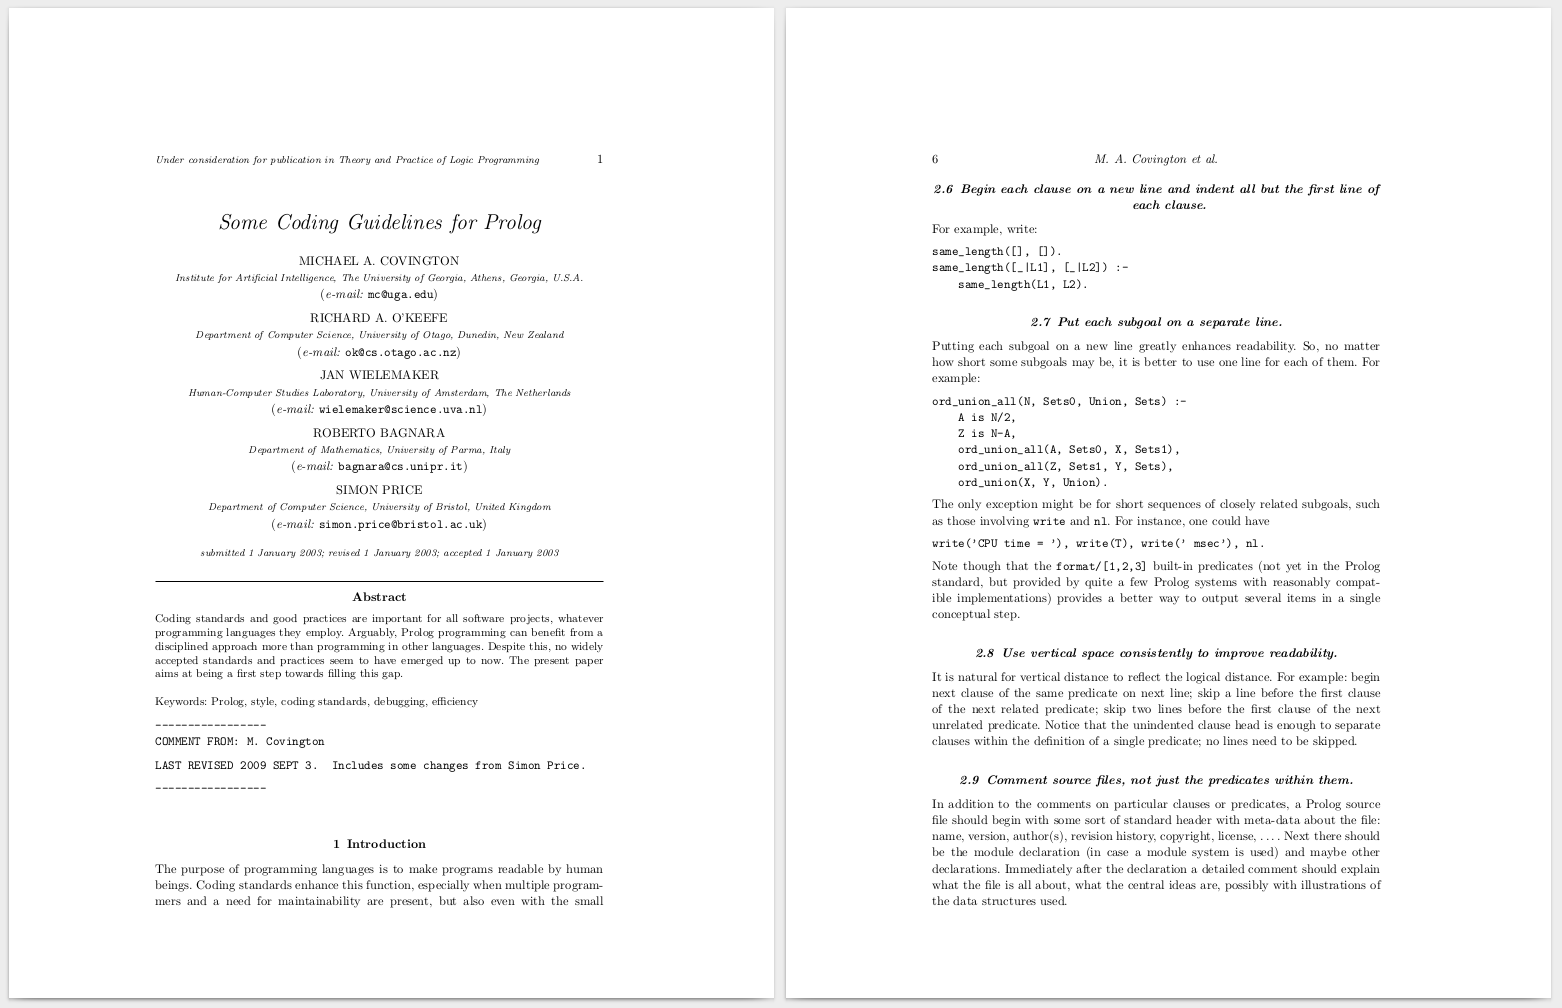 Under consideration for publication in Theory and Practice of Logic Programming 1
Some Coding Guidelines for Prolog
MICHAEL A. COVINGTON
Institute for Artificial Intelligence, The University of Georgia, Athens, Georgia, U.S.A.
(e-mail: mc@uga.edu)
RICHARD A. O'KEEFE
Department of Computer Science, University of Otago, Dunedin, New Zealand
(e-mail: ok@cs.otago.ac.nz)
JAN WIELEMAKER
Human-Computer Studies Laboratory, University of Amsterdam, The Netherlands
(e-mail: wielemaker@science.uva.nl)
ROBERTO BAGNARA
Department of Mathematics, University of Parma, Italy
(e-mail: bagnara@cs.unipr.it)
SIMON PRICE
Department of Computer Science, University of Bristol, United Kingdom
(e-mail: simon.price@bristol.ac.uk)
submitted 1 January 2003; revised 1 January 2003; accepted 1 January 2003
Abstract
Coding standards and good practices are important for all software projects, whatever
programming languages they employ. Arguably, Prolog programming can benefit from a
disciplined approach more than programming in other languages. Despite this, no widely
accepted standards and practices seem to have emerged up to now. The present paper
aims at being a first step towards filling this gap.
Keywords: Prolog, style, coding standards, debugging, efficiency
-----------------
COMMENT FROM: M. Covington
LAST REVISED 2009 SEPT 3. Includes some changes from Simon Price.
-----------------
1 Introduction
The purpose of programming languages is to make programs readable by human
beings. Coding standards enhance this function, especially when multiple program-
mers and a need for maintainability are present, but also even with the small
6 M. A. Covington et al.
2.6 Begin each clause on a new line and indent all but the first line of
each clause.
For example, write:
same_length([], []).
same_length([_|L1], [_|L2]) :-
    same_length(L1, L2).
2.7 Put each subgoal on a separate line.
Putting each subgoal on a new line greatly enhances readability. So, no matter
how short some subgoals may be, it is better to use one line for each of them. For
example:
ord_union_all(N, Sets0, Union, Sets) :-
    A is N/2,
    Z is N-A,
    ord_union_all(A, Sets0, X, Sets1),
    ord_union_all(Z, Sets1, Y, Sets),
    ord_union(X, Y, Union).
The only exception might be for short sequences of closely related subgoals, such
as those involving write and nl. For instance, one could have
write('CPU time = '), write(T), write(' msec'), nl.
Note though that the format/[1,2,3] built-in predicates (not yet in the Prolog
standard, but provided by quite a few Prolog systems with reasonably compat-
ible implementations) provides a better way to output several items in a single
conceptual step.
2.8 Use vertical space consistently to improve readability.
It is natural for vertical distance to reflect the logical distance. For example: begin
next clause of the same predicate on next line; skip a line before the first clause
of the next related predicate; skip two lines before the first clause of the next
unrelated predicate. Notice that the unindented clause head is enough to separate
clauses within the definition of a single predicate; no lines need to be skipped.
2.9 Comment source files, not just the predicates within them.
In addition to the comments on particular clauses or predicates, a Prolog source
file should begin with some sort of standard header with meta-data about the file:
name, version, author(s), revision history, copyright, license, .... Next there should
be the module declaration (in case a module system is used) and maybe other
declarations. Immediately after the declaration a detailed comment should explain
what the file is all about, what the central ideas are, possibly with illustrations of
the data structures used.